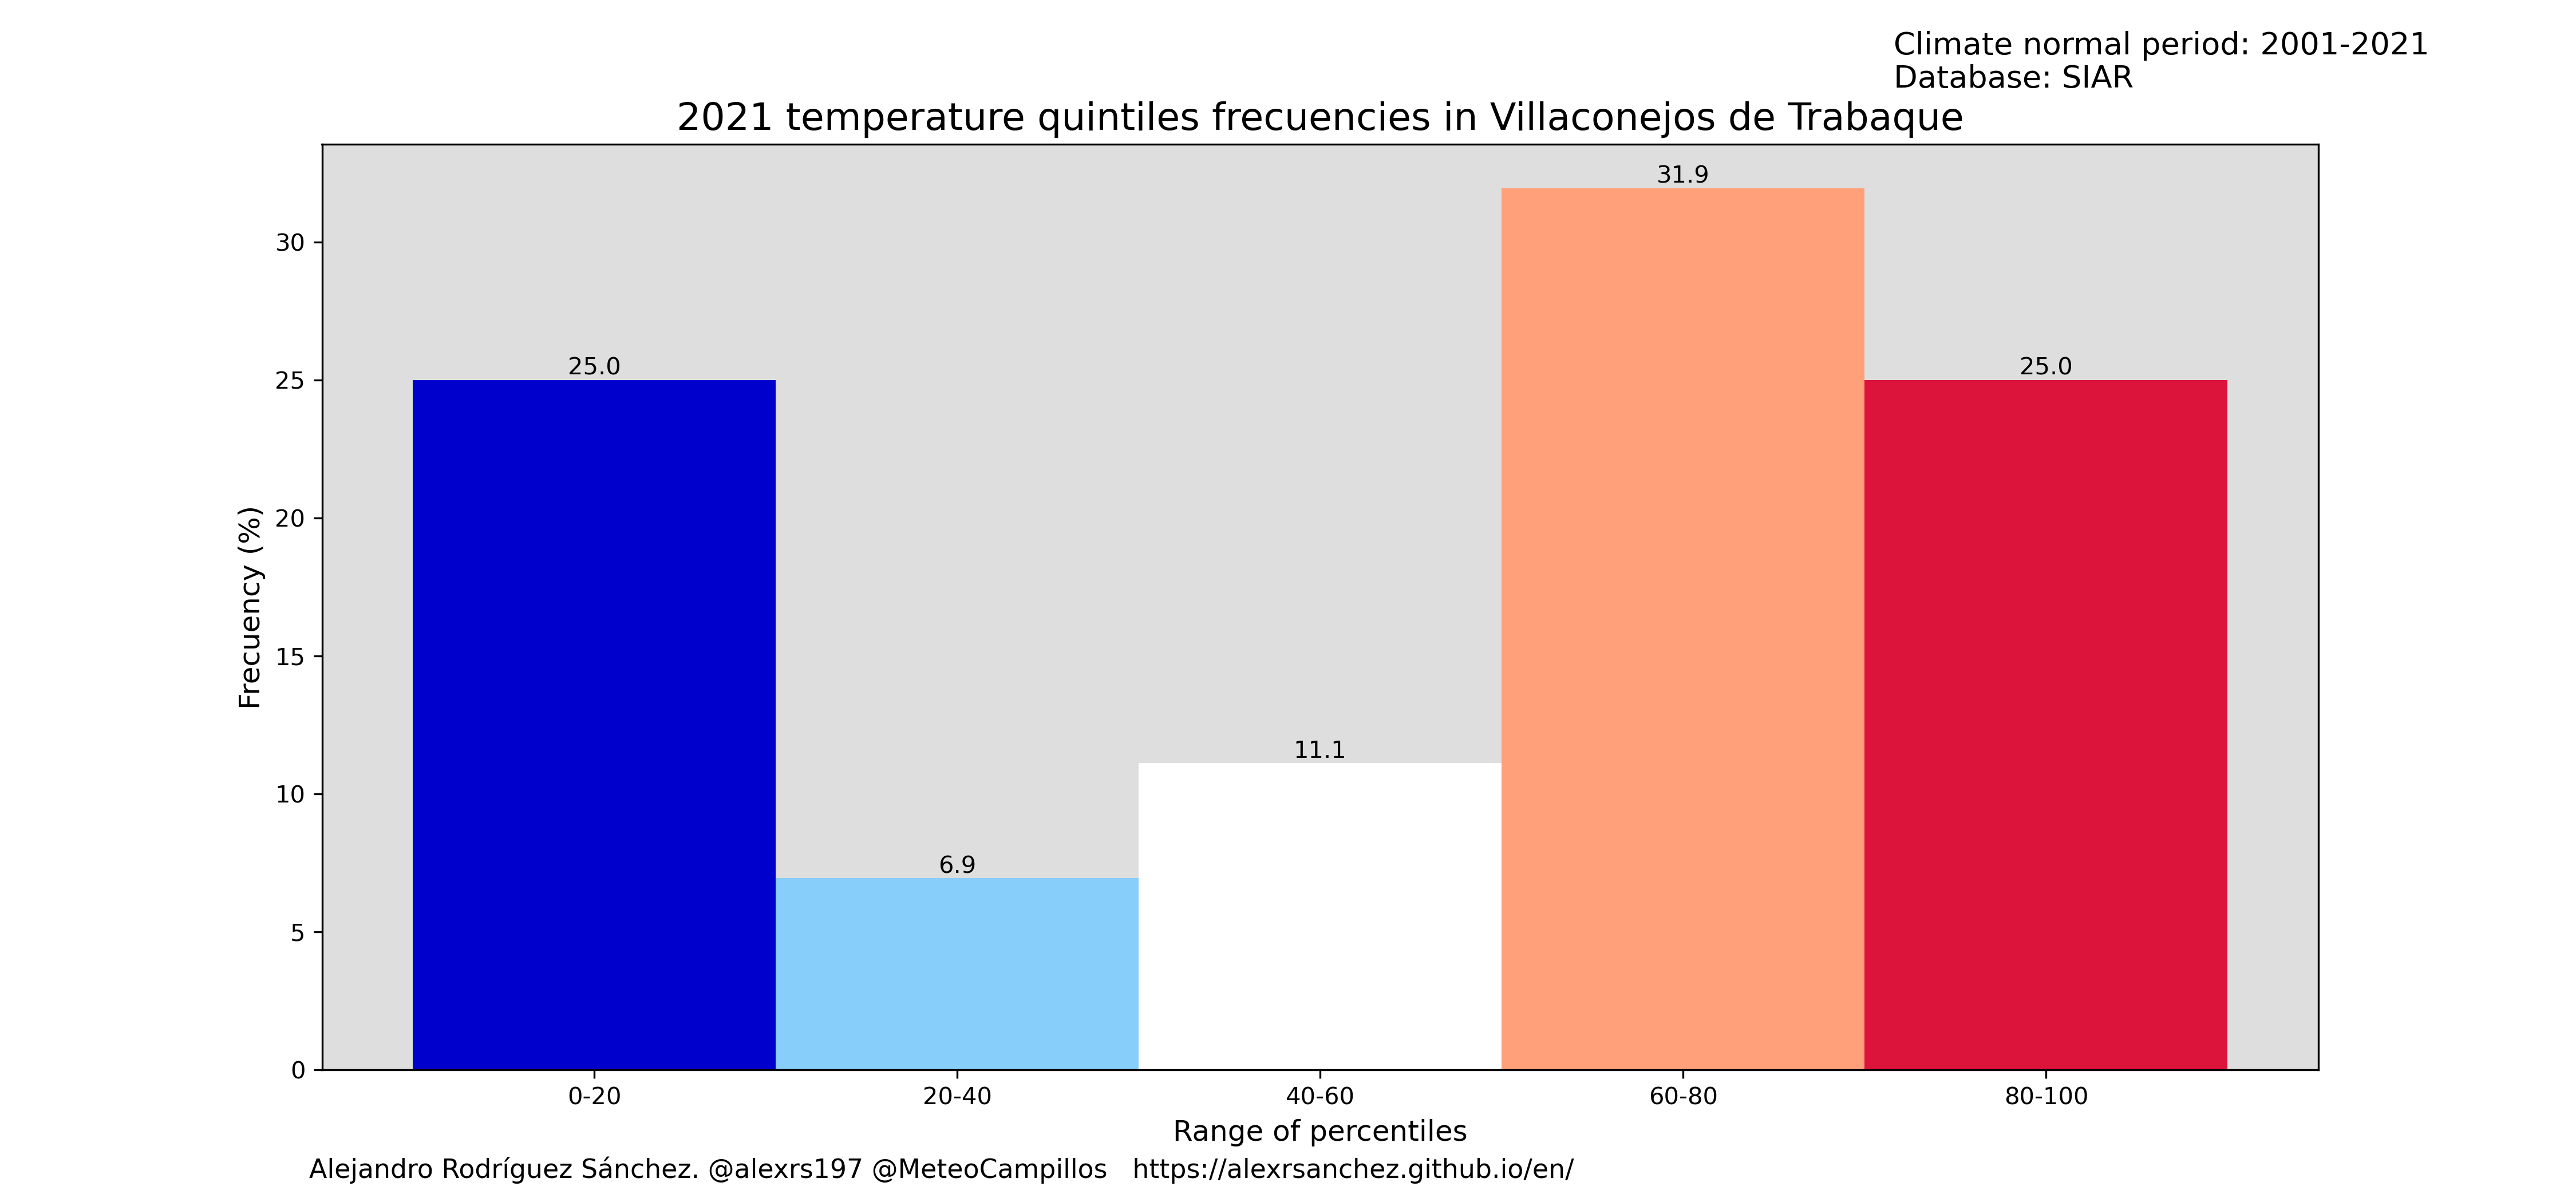 Climate normal period: 2001-2021
Database: SIAR
2021 temperature quintiles frecuencies in Villaconejos de Trabaque
31.9
30
25.0
25.0
25
Frecuency (%)
20
15
11.1
10
6.9
5
0
0-20
20-40
40-60
60-80
80-100
Range of percentiles
Alejandro Rodríguez Sánchez. @alexrs197 @MeteoCampillos https://alexrsanchez.github.io/en/